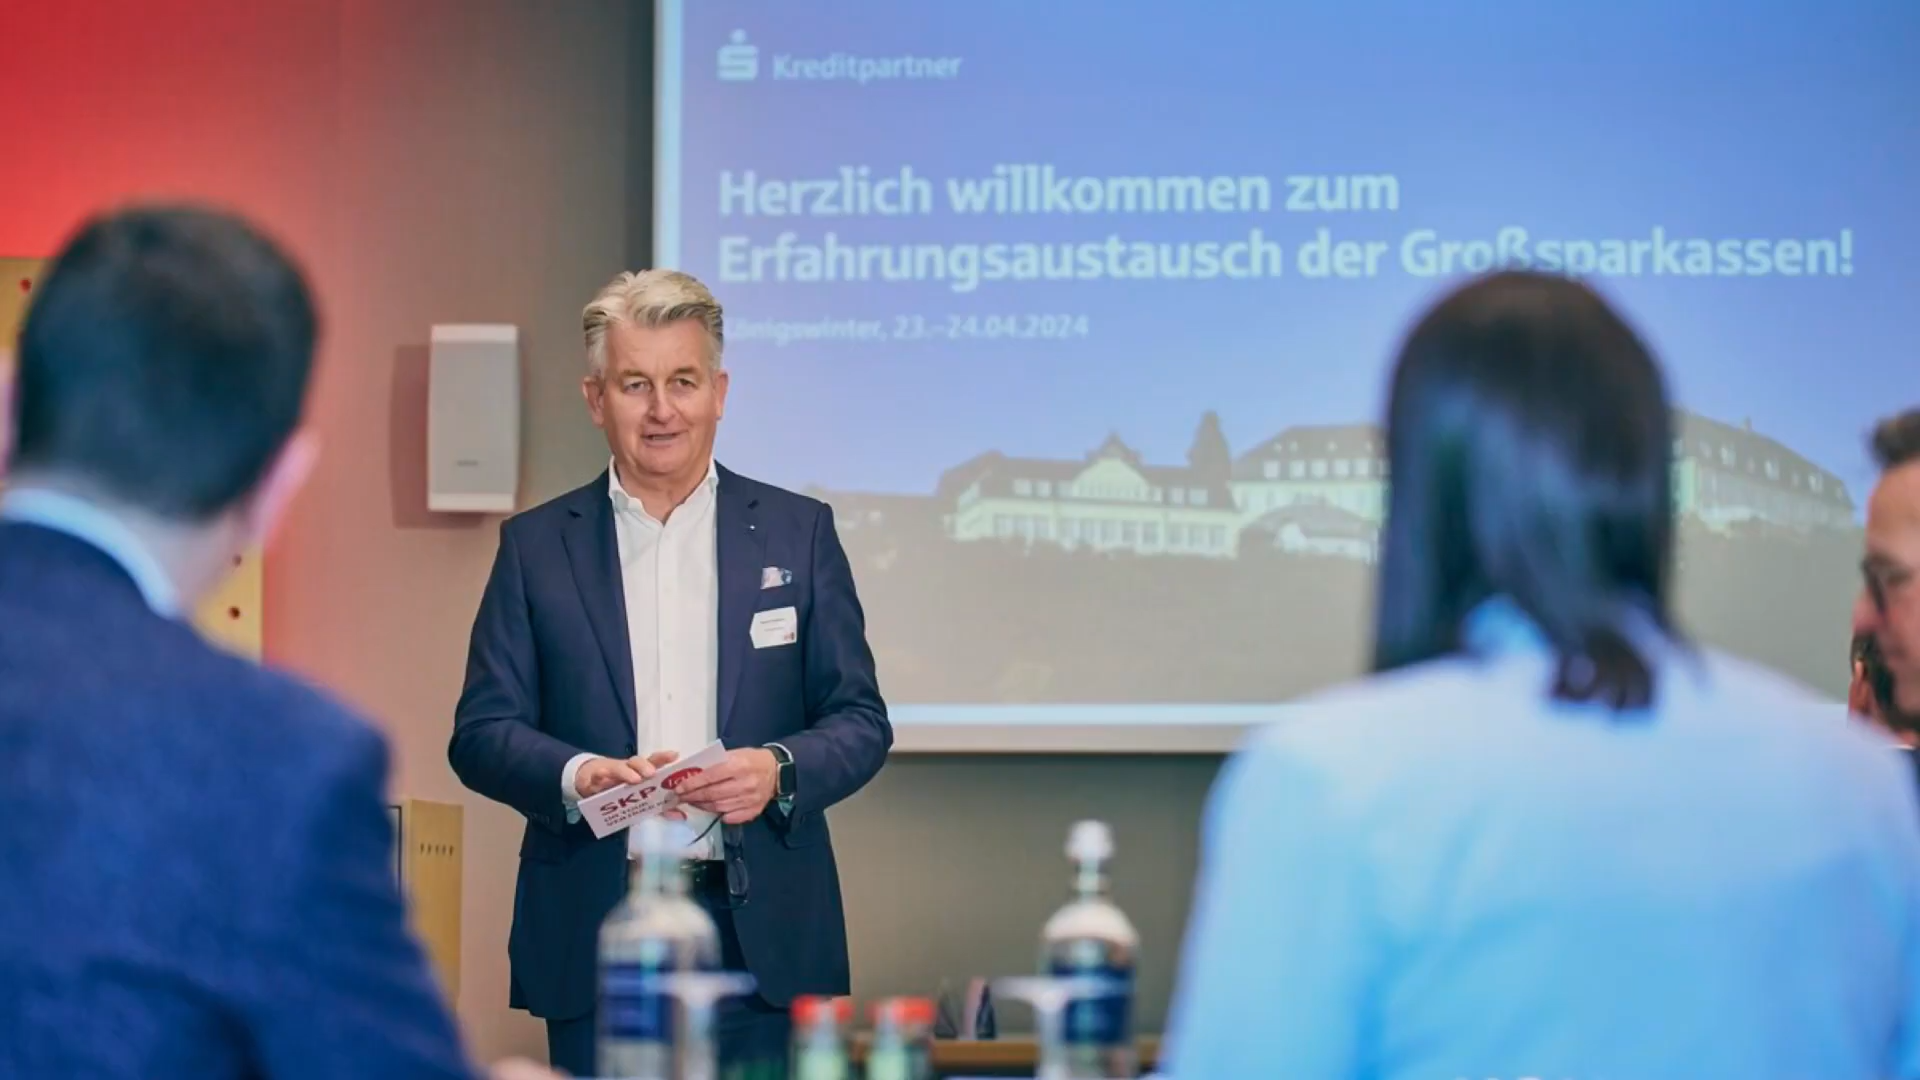 Kreditpartner
Herzlich willkommen zum
Erfahrungsaustausch der Großsparkassen!
Königswinter, 23.–24.04.2024
SKP